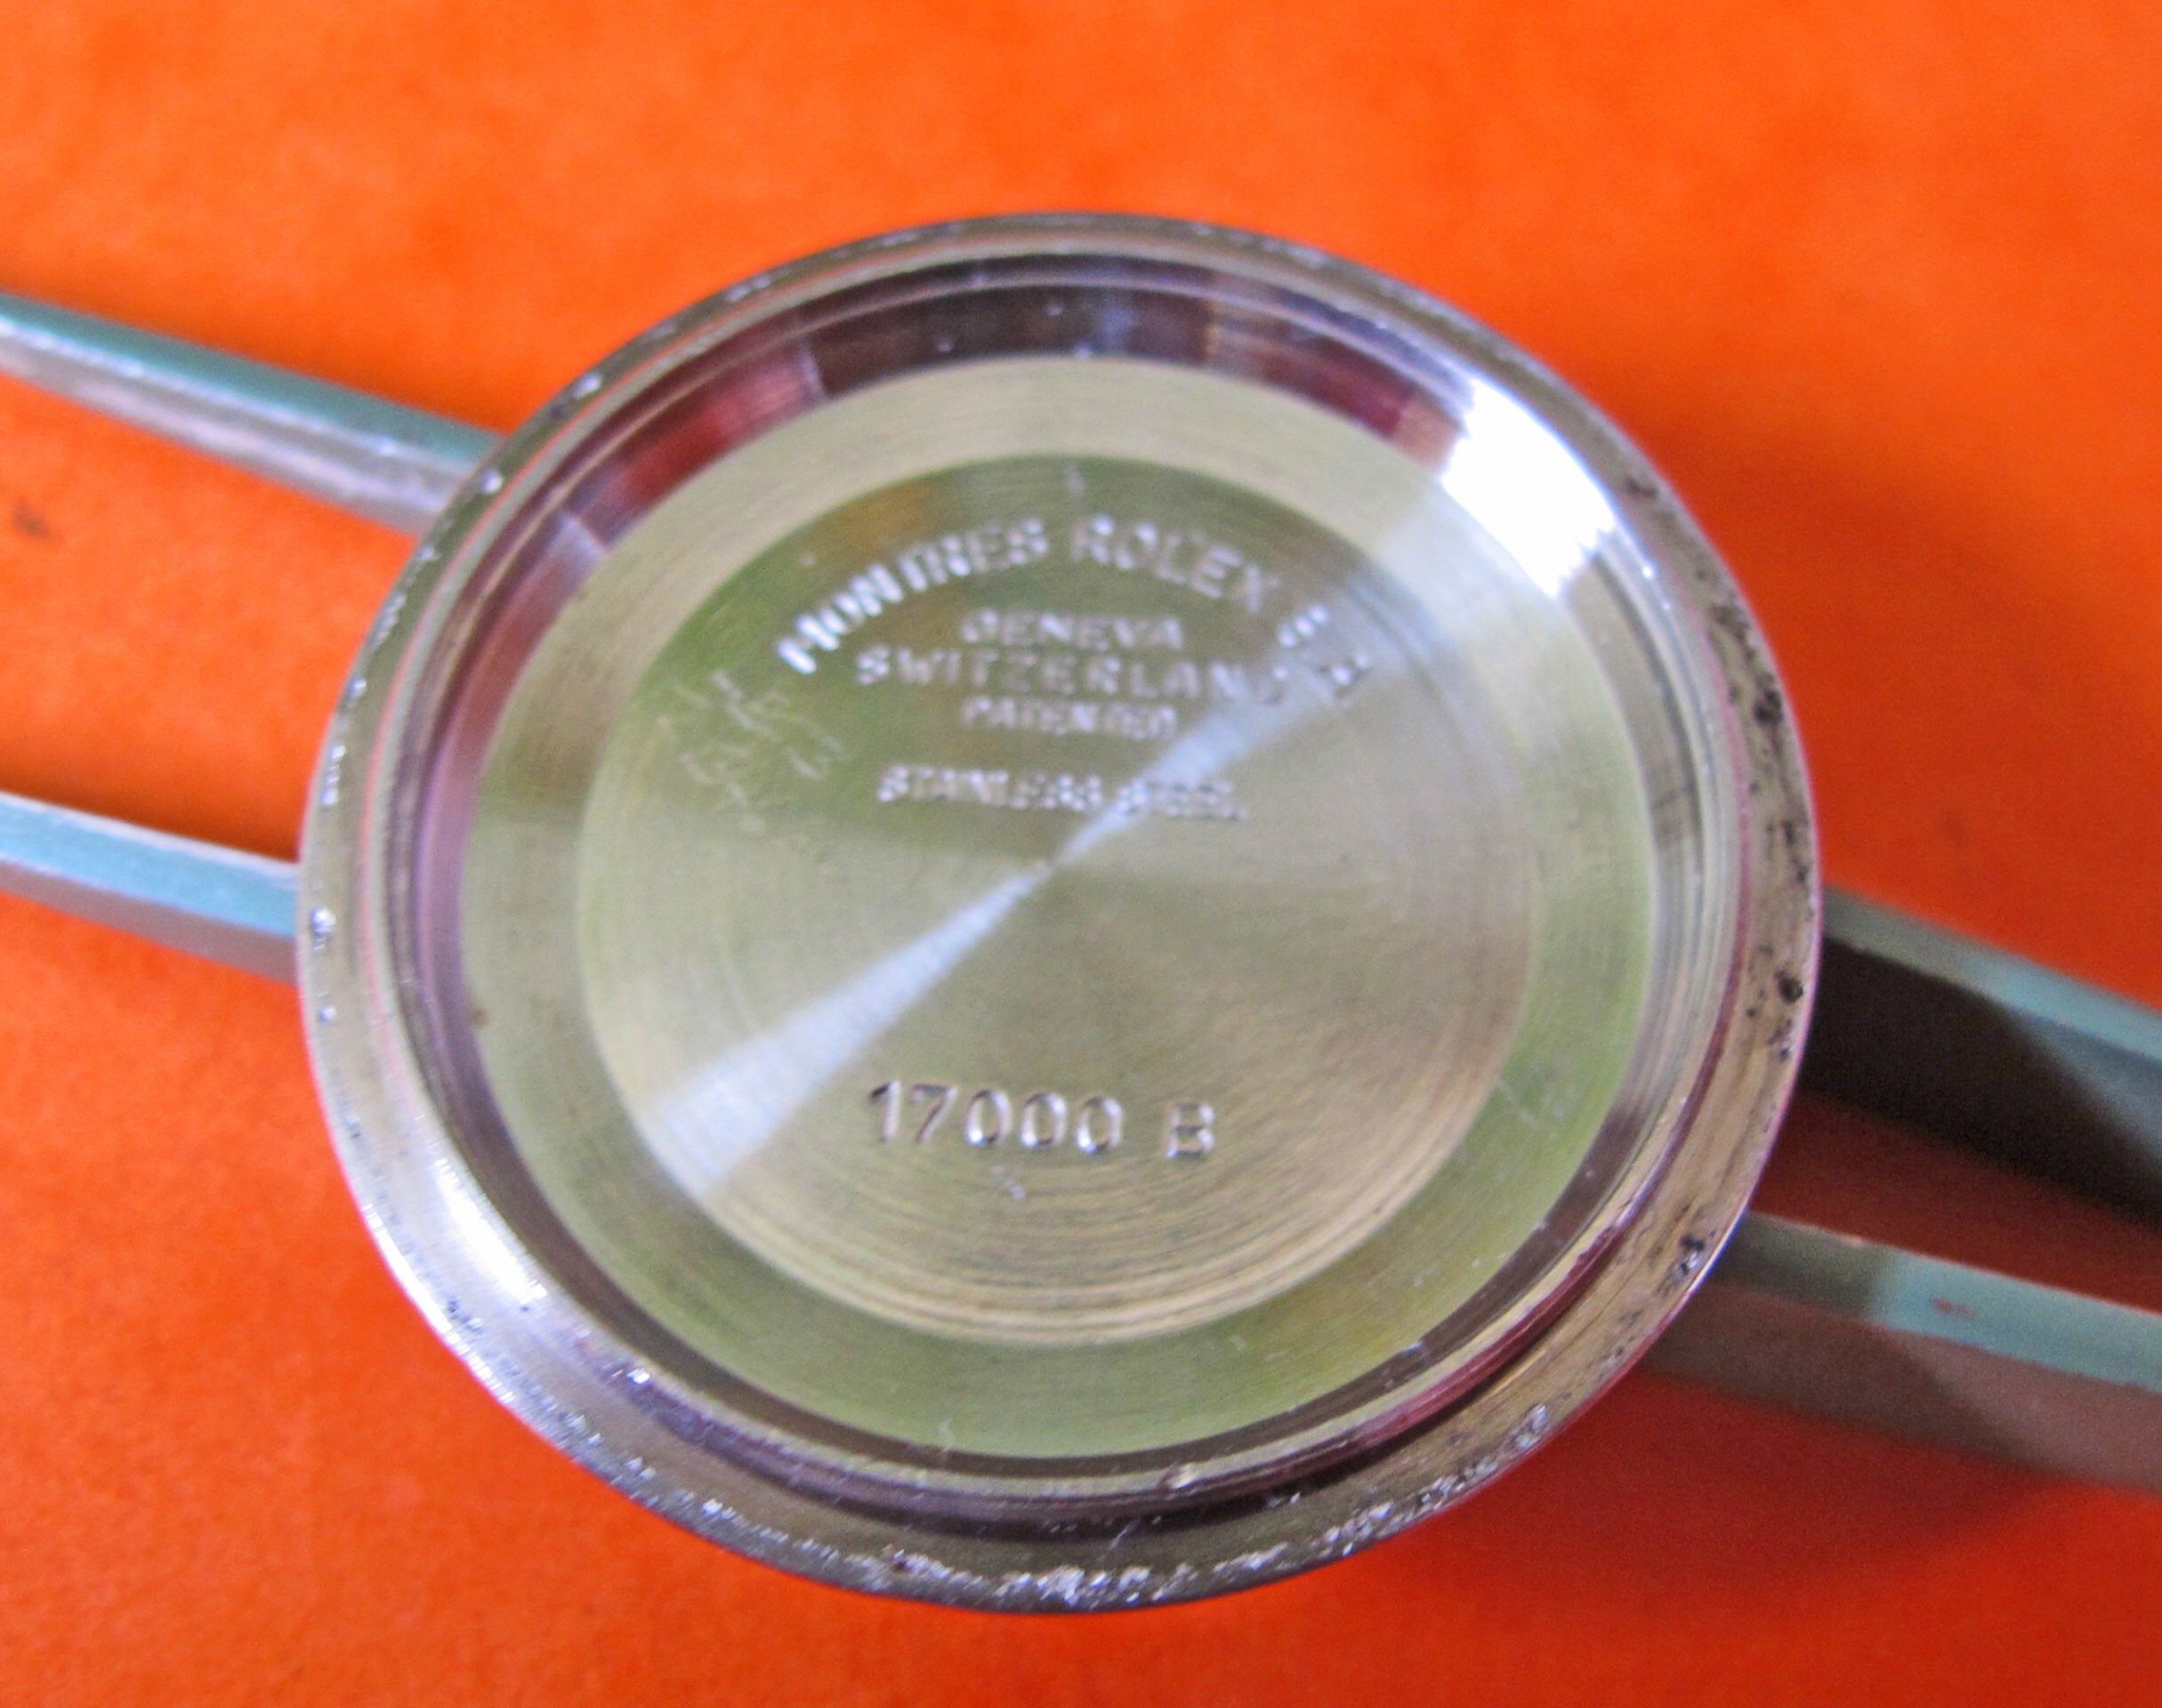 MONTRES ROLEX S.A.
GENEVA
SWITZERLAND
PATENTED
STAINLESS STEEL
17000 B